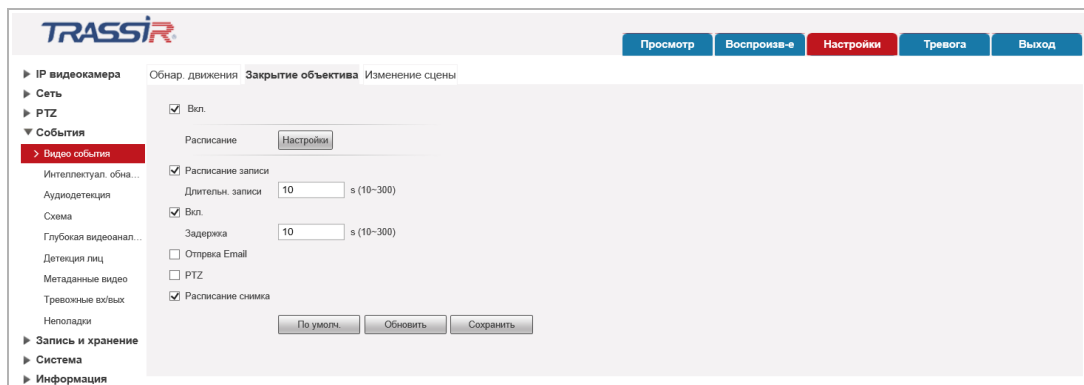 TRASSIR
Просмотр
Воспроизв-е
Настройки
Тревога
Выход
IP видеокамера
Сеть
PTZ
События
Видео события
Интеллектуал. обна...
Аудиодетекция
Схема
Глубокая видеоанал...
Детекция лиц
Метаданные видео
Тревожные вх/вых
Неполадки
Запись и хранение
Система
Информация
Обнар. движения
Закрытие объектива
Изменение сцены
Вкл.
Расписание
Настройки
Расписание записи
Длительн. записи 10 s (10~300)
Вкл.
Задержка 10 s (10~300)
Отпрвка Email
PTZ
Расписание снимка
По умолч.
Обновить
Сохранить